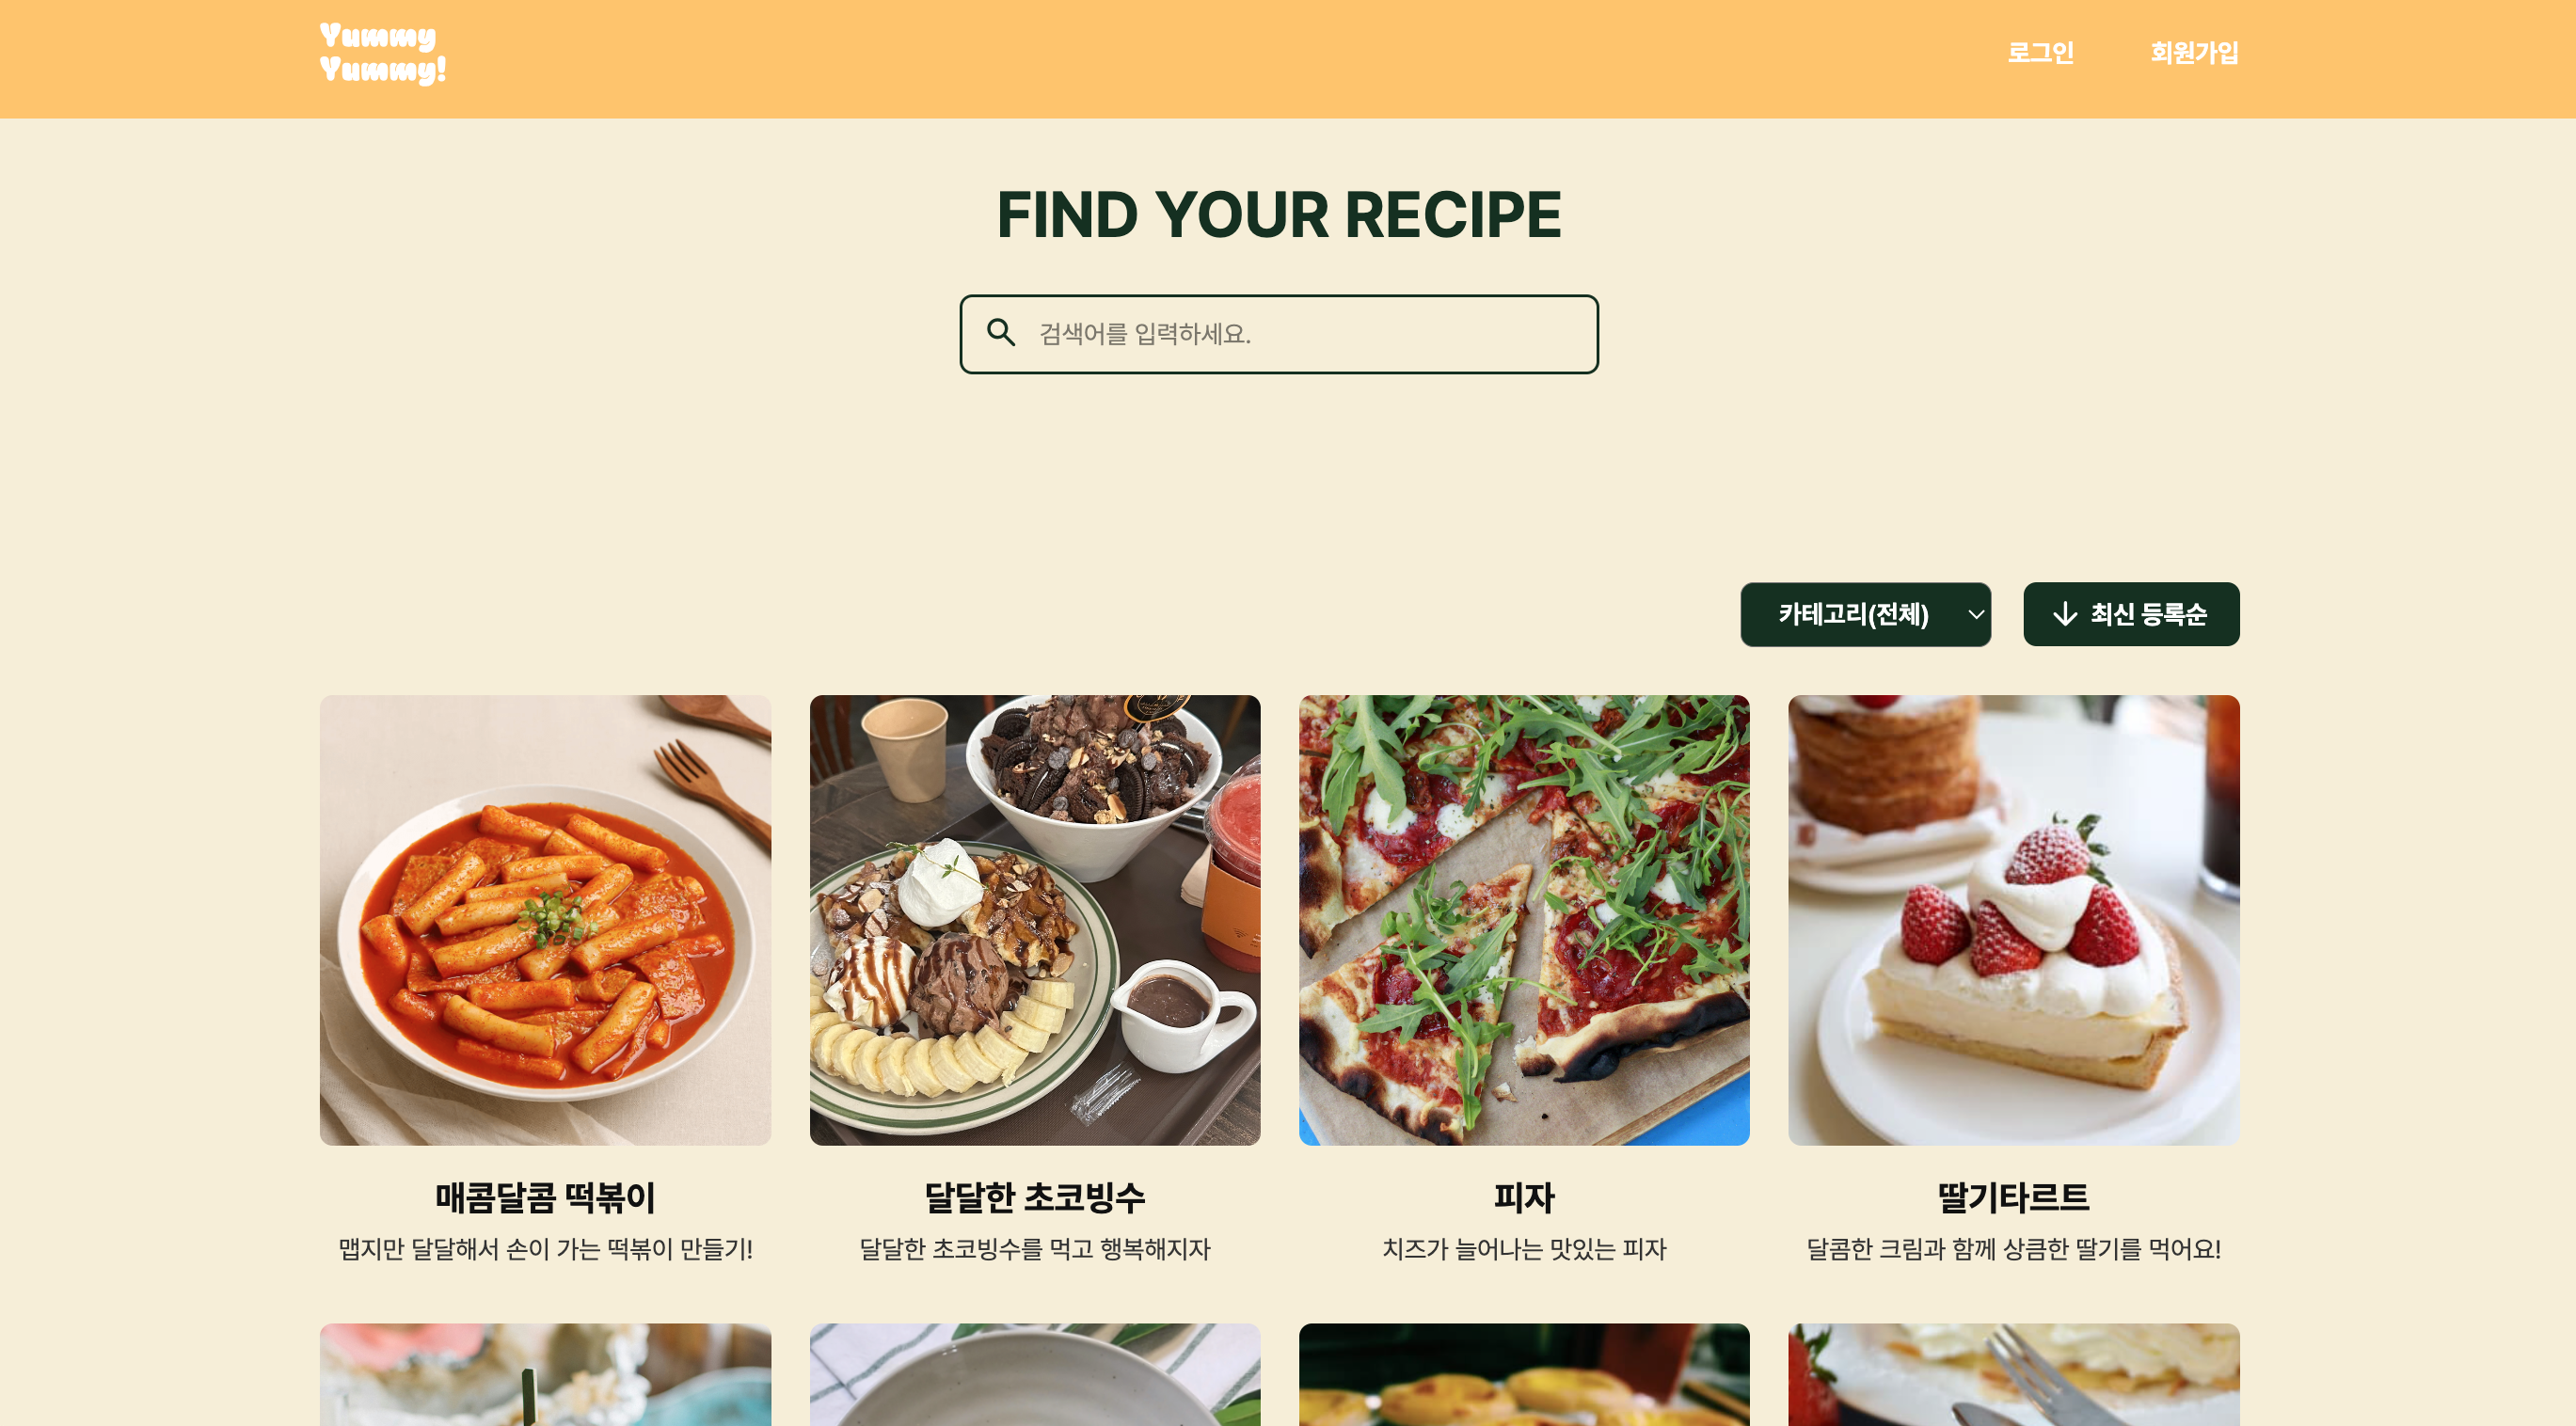 Yummy
Yummy!
로그인
회원가입
FIND YOUR RECIPE
검색어를 입력하세요.
카테고리(전체)
최신 등록순
매콤달콤 떡볶이
달달한 초코빙수
피자
딸기타르트
맵지만 달달해서 손이 가는 떡볶이 만들기!
달달한 초코빙수를 먹고 행복해지자
치즈가 늘어나는 맛있는 피자
달콤한 크림과 함께 상큼한 딸기를 먹어요!